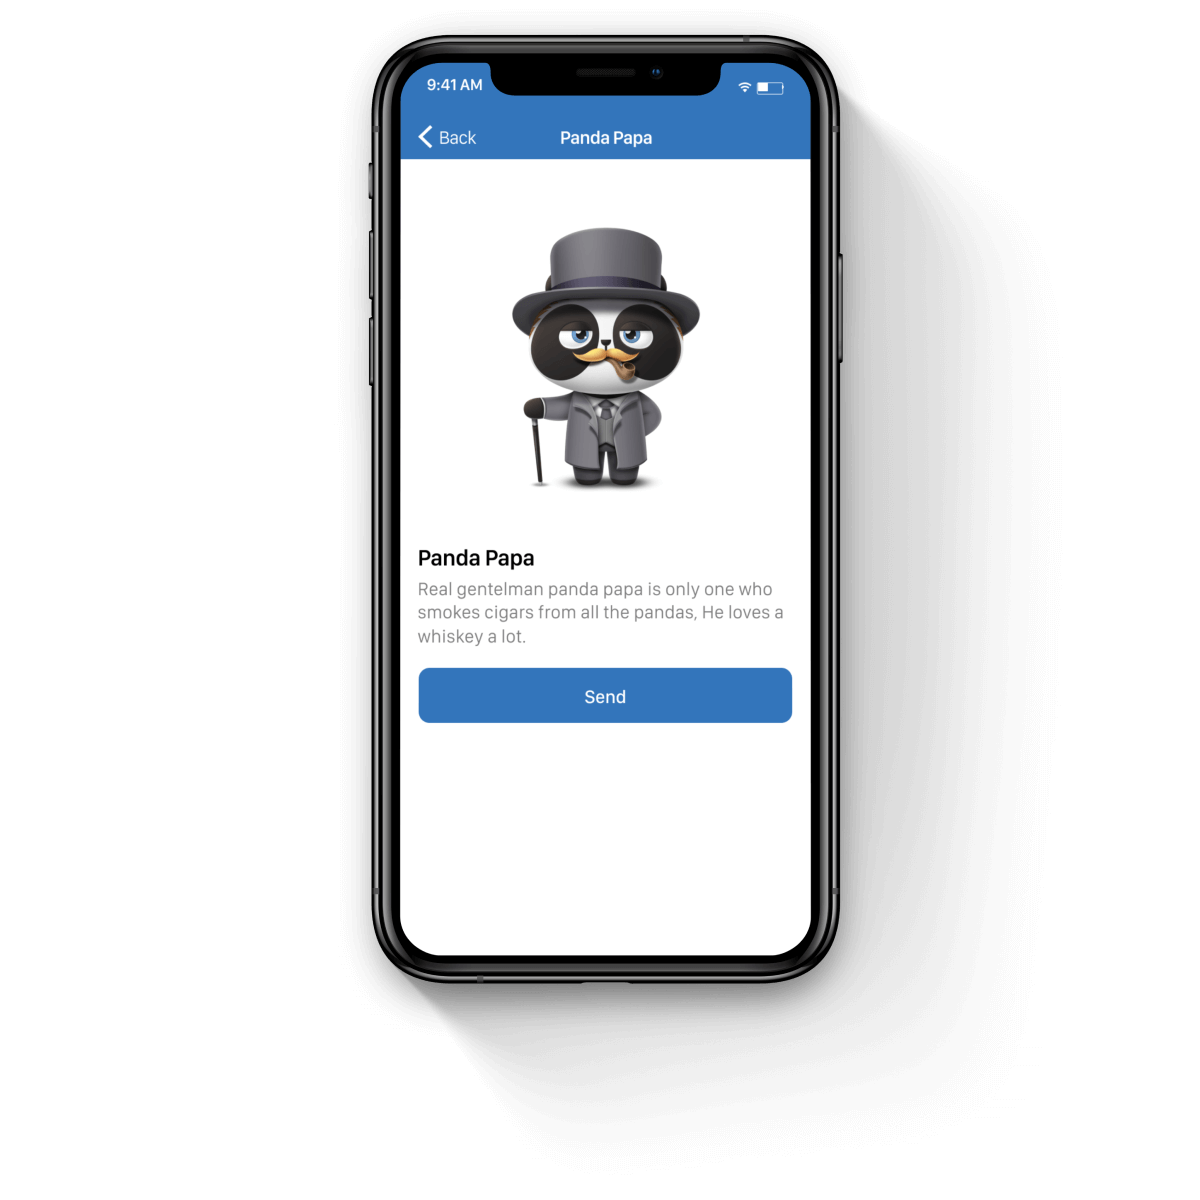 9:41 AM
Back
Panda Papa
Panda Papa
Real gentelman panda papa is only one who
smokes cigars from all the pandas, He loves a
whiskey a lot.
Send